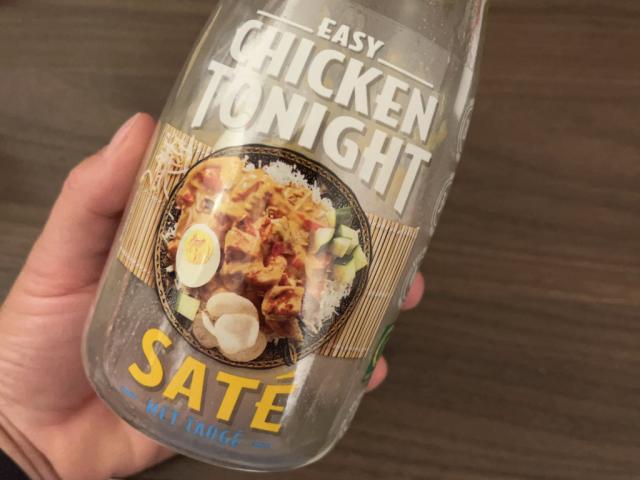 EASY
CHICKEN
TONIGHT
SATÉ
MET TAUGÉ